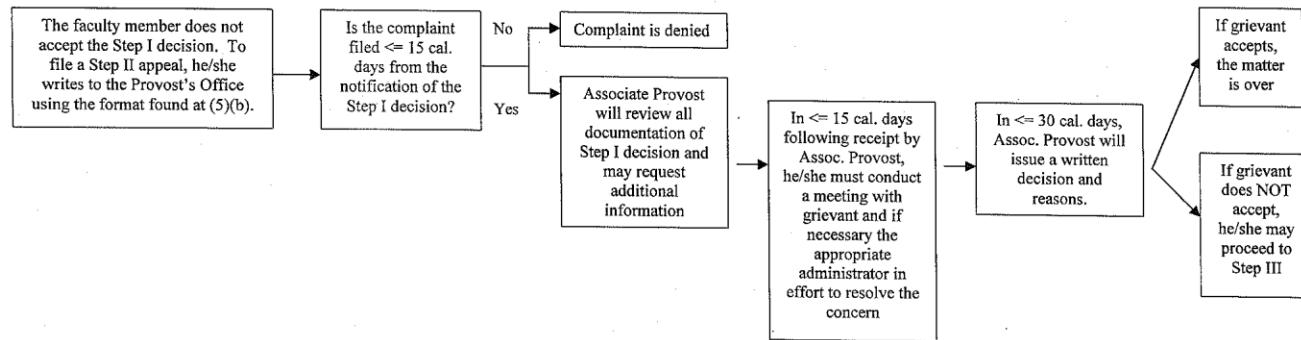 The faculty member does not
accept the Step I decision. To
file a Step II appeal, he/she
writes to the Provost's Office
using the format found at (5)(b).
Is the complaint
filed <= 15 cal.
days from the
notification of the
Step I decision?
No
Yes
Complaint is denied
Associate Provost
will review all
documentation of
Step I decision and
may request
additional
information
In <= 15 cal. days
following receipt by
Assoc. Provost,
he/she must conduct
a meeting with
grievant and if
necessary the
appropriate
administrator in
effort to resolve the
concern
In <= 30 cal. days,
Assoc. Provost will
issue a written
decision and
reasons.
If grievant
accepts,
the matter
is over
If grievant
does NOT
accept,
he/she may
proceed to
Step III